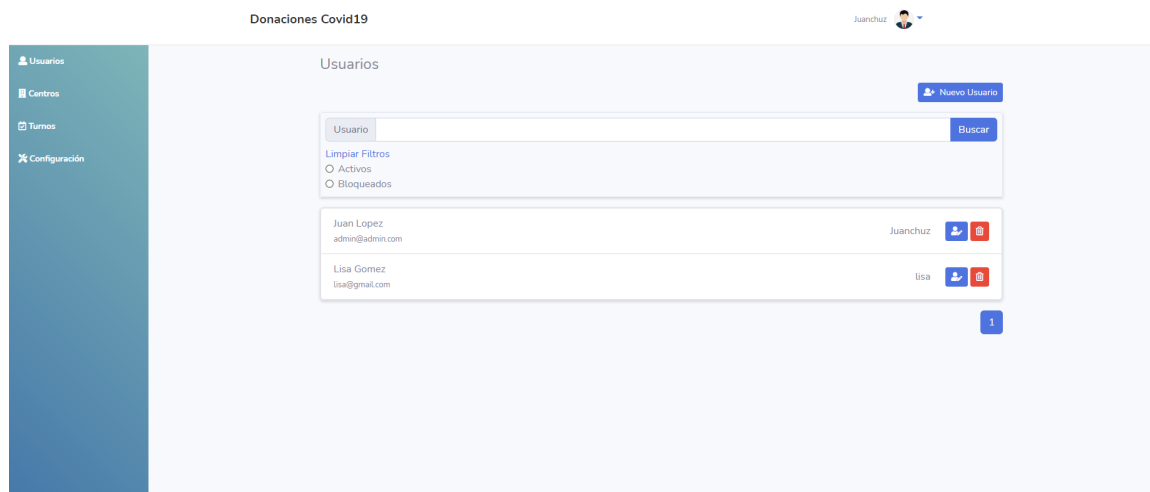 Donaciones Covid19
Juanchuz
Usuarios
Centros
Turnos
Configuración
Usuarios
Nuevo Usuario
Usuario
Buscar
Limpiar Filtros
Activos
Bloqueados
Juan Lopez
admin@admin.com
Juanchuz
Lisa Gomez
lisa@gmail.com
lisa
1